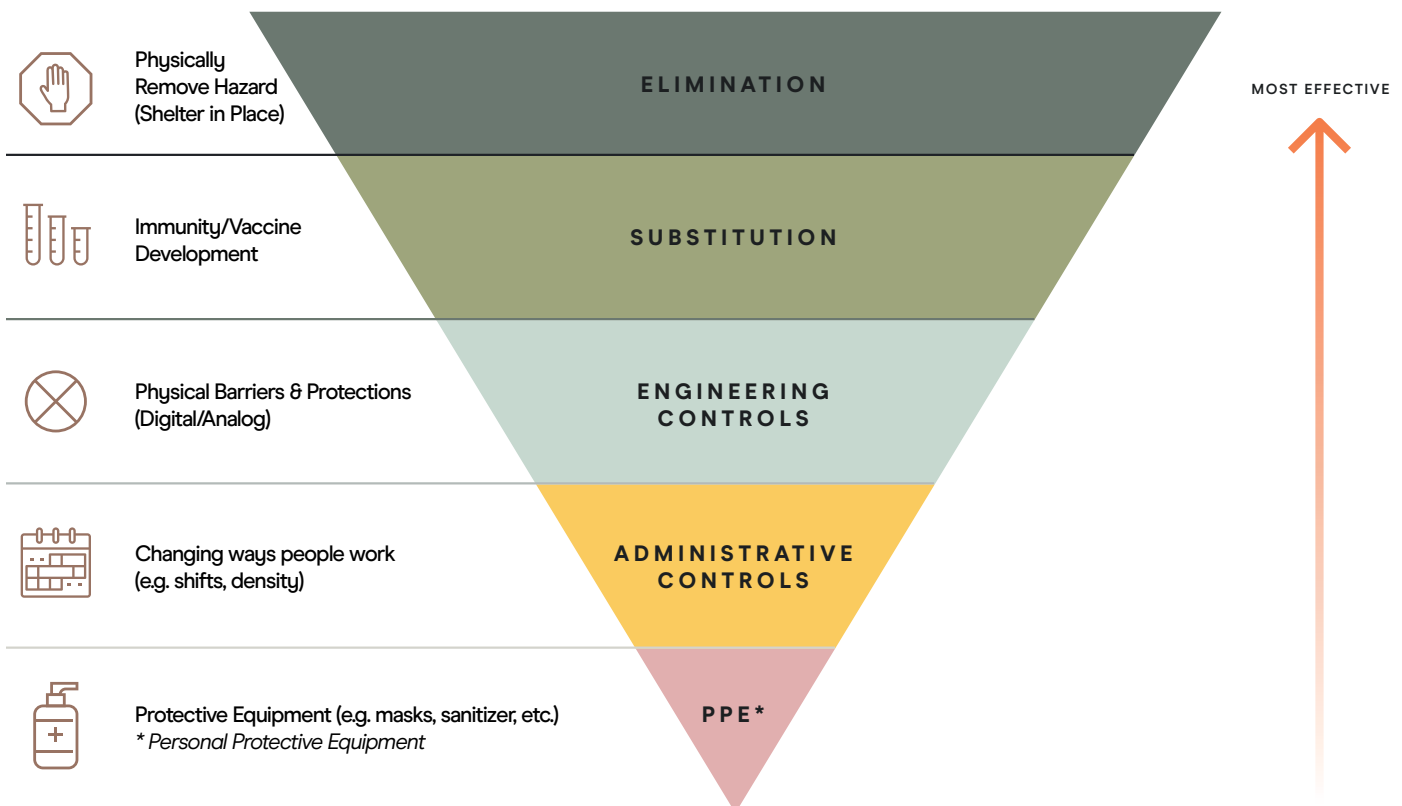 Physically
Remove Hazard
(Shelter in Place)
ELIMINATION
MOST EFFECTIVE
Immunity/Vaccine
Development
SUBSTITUTION
Physical Barriers & Protections
(Digital/Analog)
ENGINEERING
CONTROLS
Changing ways people work
(e.g. shifts, density)
ADMINISTRATIVE
CONTROLS
Protective Equipment (e.g. masks, sanitizer, etc.)
* Personal Protective Equipment
PPE*